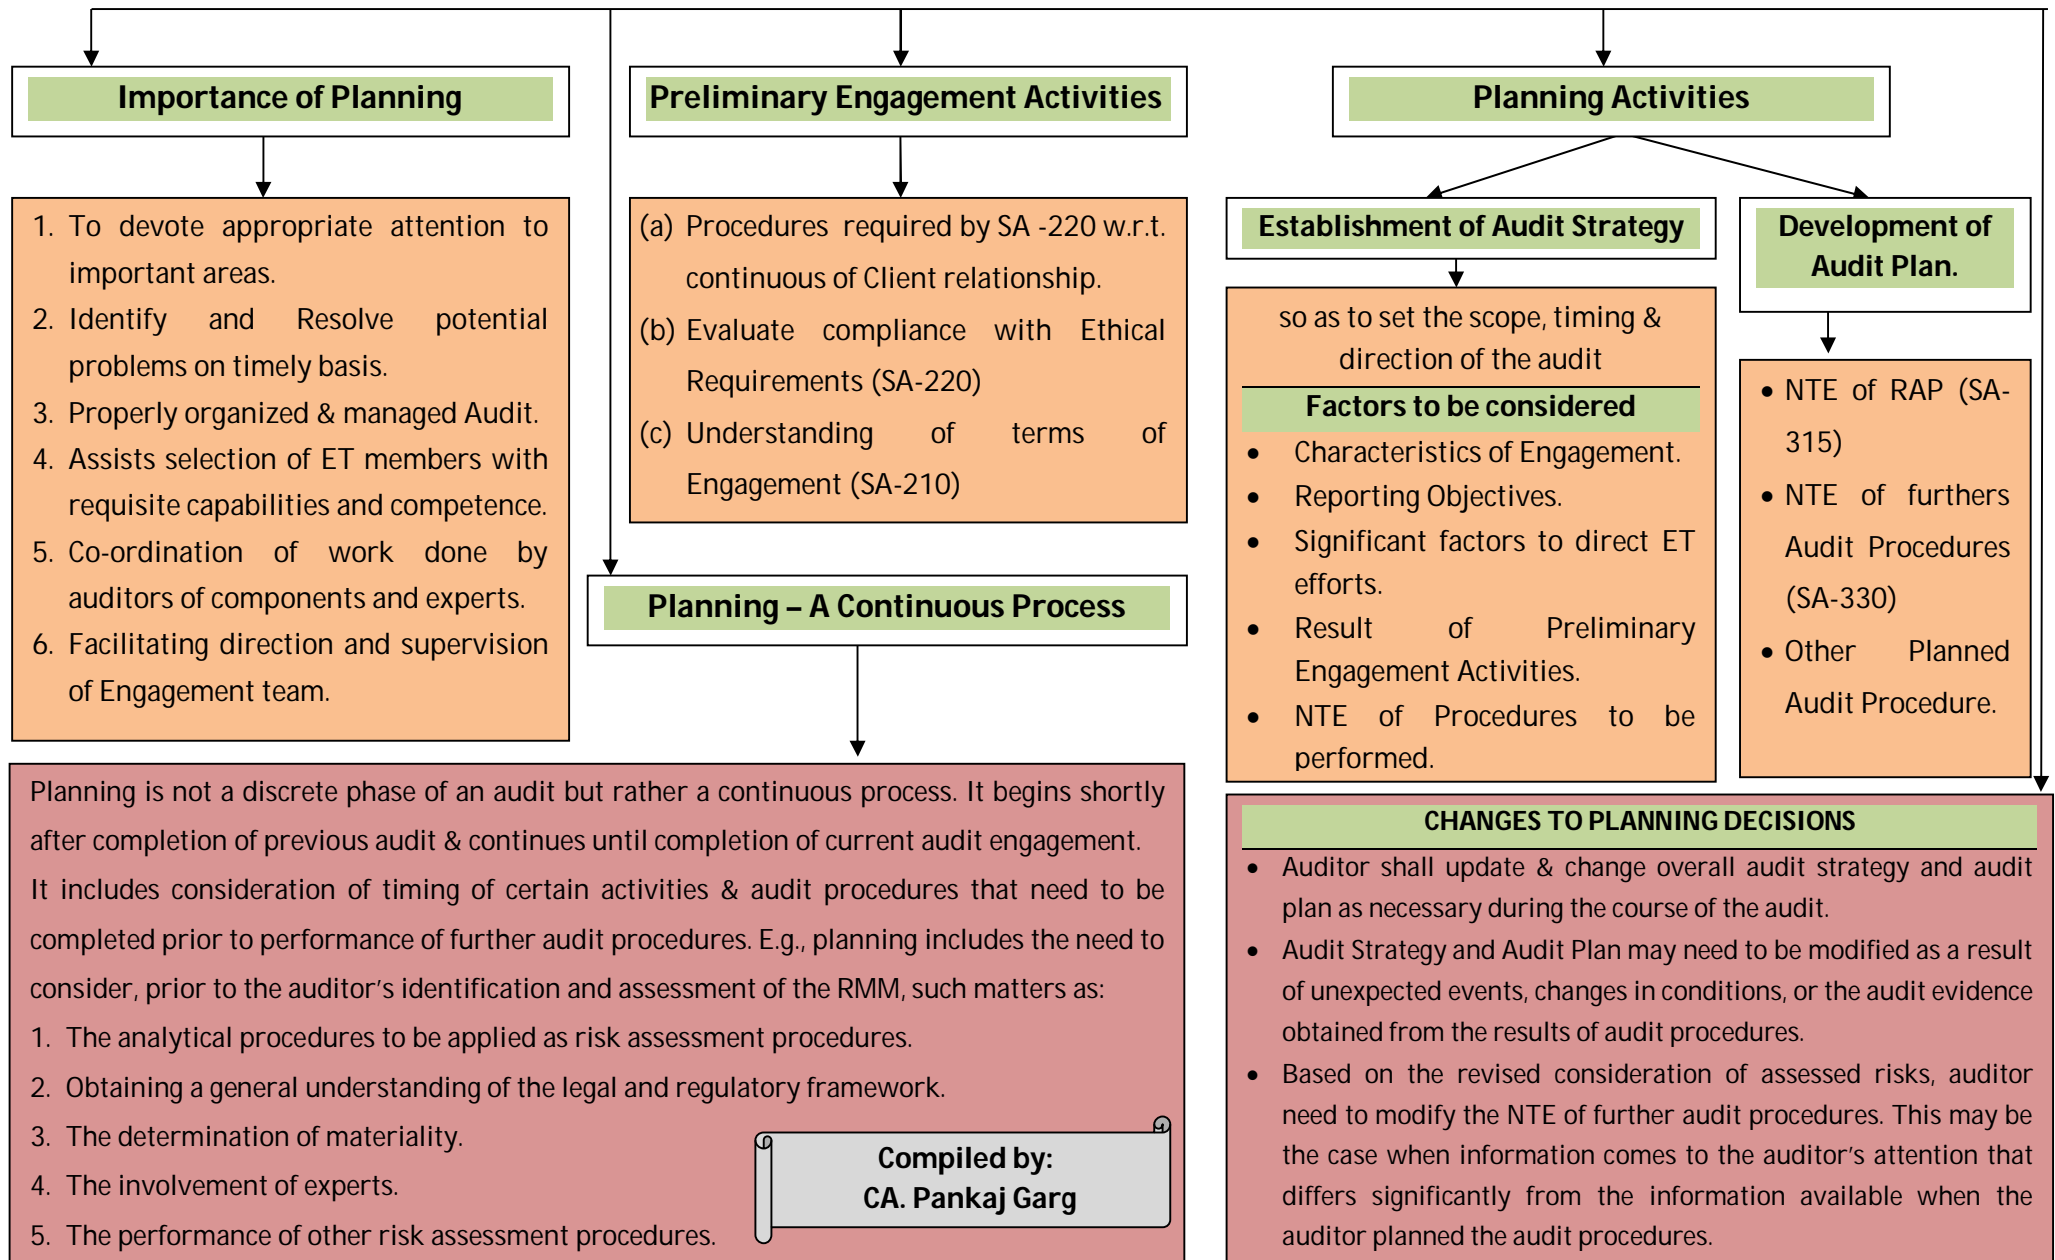 Importance of Planning
1. To devote appropriate attention to
important areas.
2. Identify and Resolve potential
problems on timely basis.
3. Properly organized & managed Audit.
4. Assists selection of ET members with
requisite capabilities and competence.
5. Co-ordination of work done by
auditors of components and experts.
6. Facilitating direction and supervision
of Engagement team.
Preliminary Engagement Activities
(a) Procedures required by SA -220 w.r.t.
continuous of Client relationship.
(b) Evaluate compliance with Ethical
Requirements (SA-220)
(c) Understanding of terms of
Engagement (SA-210)
Planning Activities
Establishment of Audit Strategy
so as to set the scope, timing &
direction of the audit
Factors to be considered
• Characteristics of Engagement.
• Reporting Objectives.
• Significant factors to direct ET
efforts.
• Result of Preliminary
Engagement Activities.
• NTE of Procedures to be
performed.
Development of
Audit Plan.
• NTE of RAP (SA-
315)
• NTE of furthers
Audit Procedures
(SA-330)
• Other Planned
Audit Procedure.
Planning – A Continuous Process
Planning is not a discrete phase of an audit but rather a continuous process. It begins shortly
after completion of previous audit & continues until completion of current audit engagement.
It includes consideration of timing of certain activities & audit procedures that need to be
completed prior to performance of further audit procedures. E.g., planning includes the need to
consider, prior to the auditor's identification and assessment of the RMM, such matters as:
1. The analytical procedures to be applied as risk assessment procedures.
2. Obtaining a general understanding of the legal and regulatory framework.
3. The determination of materiality.
4. The involvement of experts.
5. The performance of other risk assessment procedures.
Compiled by:
CA. Pankaj Garg
CHANGES TO PLANNING DECISIONS
• Auditor shall update & change overall audit strategy and audit
plan as necessary during the course of the audit.
• Audit Strategy and Audit Plan may need to be modified as a result
of unexpected events, changes in conditions, or the audit evidence
obtained from the results of audit procedures.
• Based on the revised consideration of assessed risks, auditor
need to modify the NTE of further audit procedures. This may be
the case when information comes to the auditor's attention that
differs significantly from the information available when the
auditor planned the audit procedures.